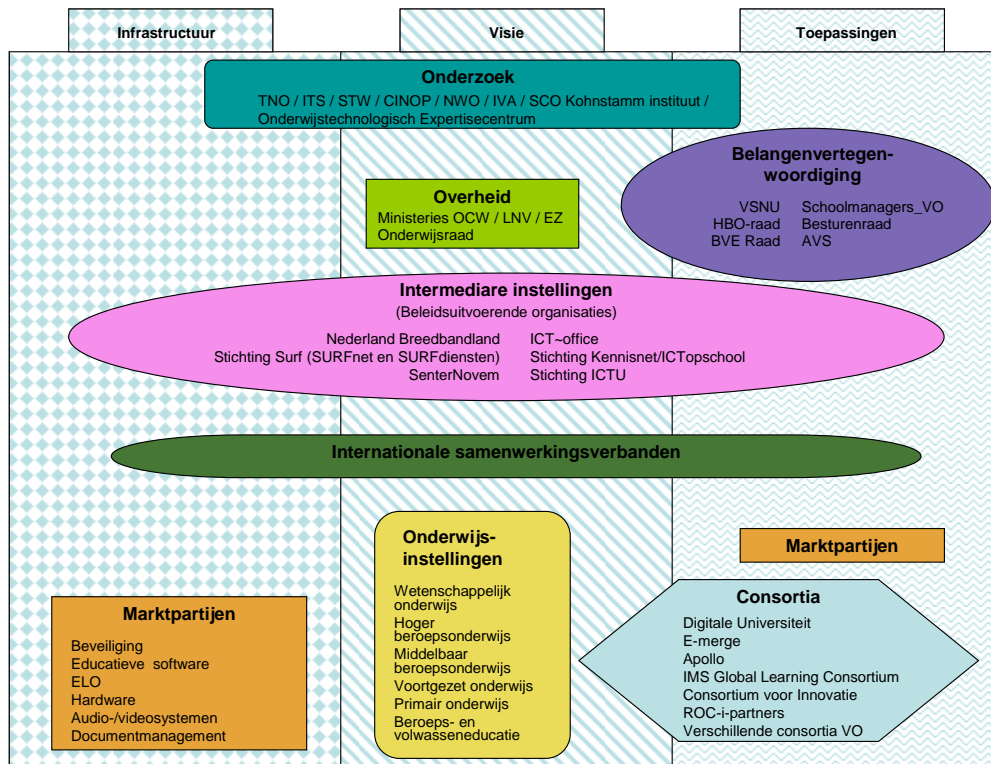 Infrastructuur
Visie
Toepassingen
Onderzoek
TNO / ITS / STW / CINOP / NWO / IVA / SCO Kohnstamm instituut /
Onderwijstechnologisch Expertisecentrum
Belangenvertegen-
woordiging
VSNU Schoolmanagers_VO
HBO-raad Besturenraad
BVE Raad AVS
Overheid
Ministeries OCW / LNV / EZ
Onderwijsraad
Intermediare instellingen
(Beleidsuitvoerende organisaties)
Nederland Breedbandland ICT~office
Stichting Surf (SURFnet en SURFdiensten) Stichting Kennisnet/ICTopschool
SenterNovem Stichting ICTU
Internationale samenwerkingsverbanden
Marktpartijen
Beveiliging
Educatieve software
ELO
Hardware
Audio-/videosystemen
Documentmanagement
Onderwijs-
instellingen
Wetenschappelijk
onderwijs
Hoger
beroepsonderwijs
Middelbaar
beroepsonderwijs
Voortgezet onderwijs
Primair onderwijs
Beroeps- en
volwasseneducatie
Marktpartijen
Consortia
Digitale Universiteit
E-merge
Apollo
IMS Global Learning Consortium
Consortium voor Innovatie
ROC-i-partners
Verschillende consortia VO